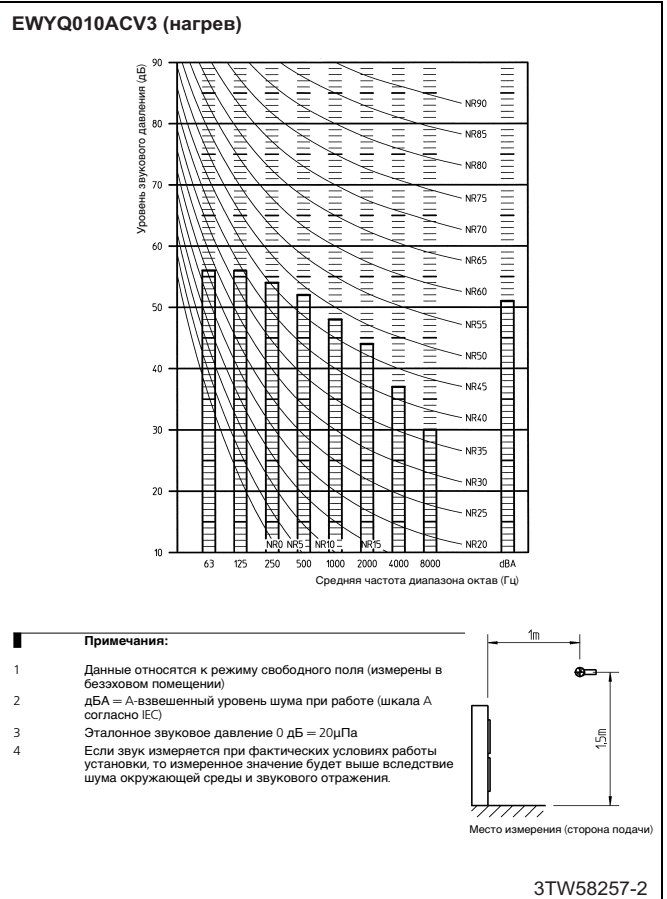 EWYQ010ACV3 (нагрев)
Уровень звукового давления (дБ)
90
80
70
60
50
40
30
20
10
NR90
NR85
NR80
NR75
NR70
NR65
NR60
NR55
NR50
NR45
NR40
NR35
NR30
NR25
NR20
NR0 NR5 NR10 NR15
63 125 250 500 1000 2000 4000 8000 dBA
Средняя частота диапазона октав (Гц)
Примечания:
1 Данные относятся к режиму свободного поля (измерены в
безэховом помещении)
2 дБА = А-взвешенный уровень шума при работе (шкала А
согласно IEC)
3 Эталонное звуковое давление 0 дБ = 20µПа
4 Если звук измеряется при фактических условиях работы
установки, то измеренное значение будет выше вследствие
шума окружающей среды и звукового отражения.
1m
1,5m
Место измерения (сторона подачи)
3TW58257-2